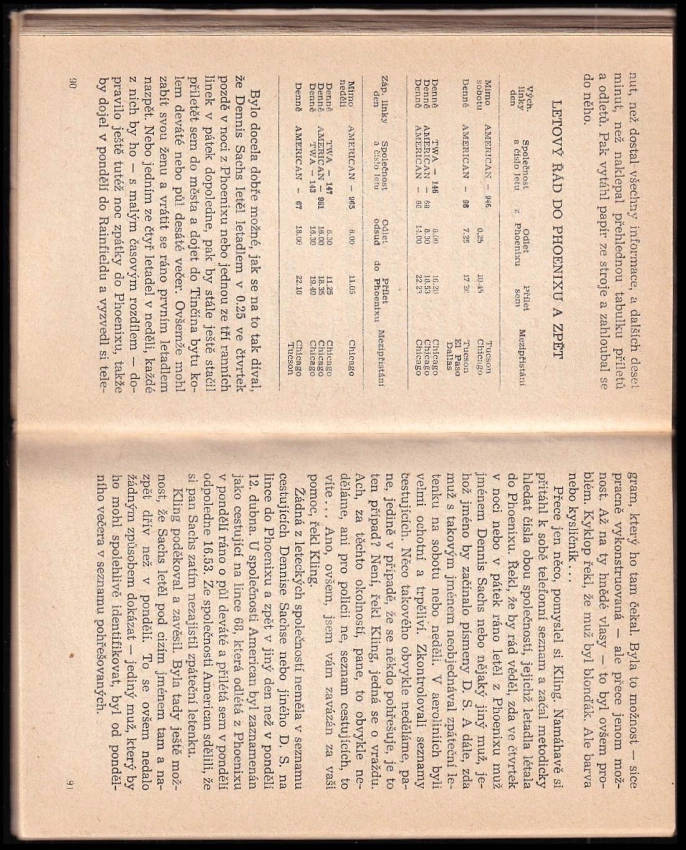 nut, než dostal všechny informace, a dalších deset
minut, než naklepal přehlednou tabulku příletů
a odletů. Pak vytáhl papír ze stroje a zahloubal se
do něho.
LETOVÝ ŘÁD DO PHOENIXU A ZPĚT
Vých. linky den Společnost a číslo letu Odlet z Phoenixu Přílet sem Mezipřistání
Mimo sobotu AMERICAN — 946 0.25 10.45 Tucson Chicago
Denně AMERICAN — 98 7.25 17.20 Tucson El Paso Dallas
Denně TWA — 146 8.00 16.20 Chicago
Denně AMERICAN — 68 8.30 16.53 Chicago
Denně AMERICAN — 66 14.00 22.23 Chicago
Záp. linky den Společnost a číslo letu Odlet odsud Přílet do Phoenixu Mezipřistání
Mimo neděli AMERICAN — 965 8.00 11.05 Chicago
Denně TWA — 147 8.30 11.25 Chicago
Denně AMERICAN — 981 16.00 18.35 Chicago
Denně TWA — 143 16.30 19.40 Chicago
Denně AMERICAN — 67 18.00 22.10 Chicago Tucson
Bylo docela dobře možné, jak se na to tak díval,
že Dennis Sachs letěl letadlem v 0.25 ve čtvrtek
pozdě v noci z Phoenixu nebo jednou ze tří ranních
linek v pátek dopoledne, pak by stále ještě stačil
přiletět sem do města a dojet do Tinčina bytu ko-
lem deváté nebo půl desáté večer. Ovšemže mohl
zabít svou ženu a vrátit se ráno prvním letadlem
nazpět. Nebo jedním ze čtyř letadel v neděli, každé
z nich by ho — s malým časovým rozdílem — do-
pravilo ještě tutéž noc zpátky do Phoenixu, takže
by dojel v pondělí do Rainfieldu a vyzvedl si tele-
90
gram, který ho tam čekal. Byla to možnost — sice
pracně vykonstruovaná — ale přece jenom mož-
nost. Až na ty hnědé vlasy — to byl ovšem pro-
blém. Kyklop řekl, že muž byl blonďák. Ale barva
nebo kysličník...
Přece jen něco, pomyslel si Kling. Namáhavě si
přitáhl k sobě telefonní seznam a začal metodicky
hledat čísla obou společností, jejichž letadla létala
do Phoenixu. Řekl, že by rád věděl, zda ve čtvrtek
v noci nebo v pátek ráno letěl z Phoenixu muž
jménem Dennis Sachs nebo nějaký jiný muž, je-
hož jméno by začínalo písmeny D. S. A dále, zda
muž s takovým jménem neobjednával zpáteční le-
tenku na sobotu nebo neděli. V aeroliniích byli
velmi ochotní a trpěliví. Zkontrolovali seznamy
cestujících. Něco takového obvykle neděláme, pa-
ne, jedině v případě, že se někdo pohřešuje, je to
ten případ? Není, řekl Kling, jedná se o vraždu.
Ach, za těchto okolností, pane, to obvykle ne-
děláme, ani pro policii ne, seznam cestujících, to
víte... Ano, ovšem, jsem vám zavázán za vaši
pomoc, řekl Kling.
Žádná z leteckých společností neměla v seznamu
cestujících Dennise Sachse nebo jiného D. S. na
lince do Phoenixu a zpět v jiný den než v pondělí
12. dubna. U společnosti American byl zaznamenán
jako cestující na lince 68, která odlétá z Phoenixu
v pondělí ráno o půl deváté a přilétá sem v pondělí
odpoledne 16.53. Ze společnosti American sdělili, že
si pan Sachs zatím nezajistil zpáteční letenku.
Kling poděkoval a zavěsil. Byla tady ještě mož-
nost, že Sachs letěl pod cizím jménem tam a na-
zpět dřív než v pondělí. To se ovšem nedalo
žádným způsobem dokázat — jediný muž, který by
ho mohl spolehlivě identifikovat, byl od ponděl-
ního večera v seznamu pohřešovaných.
91